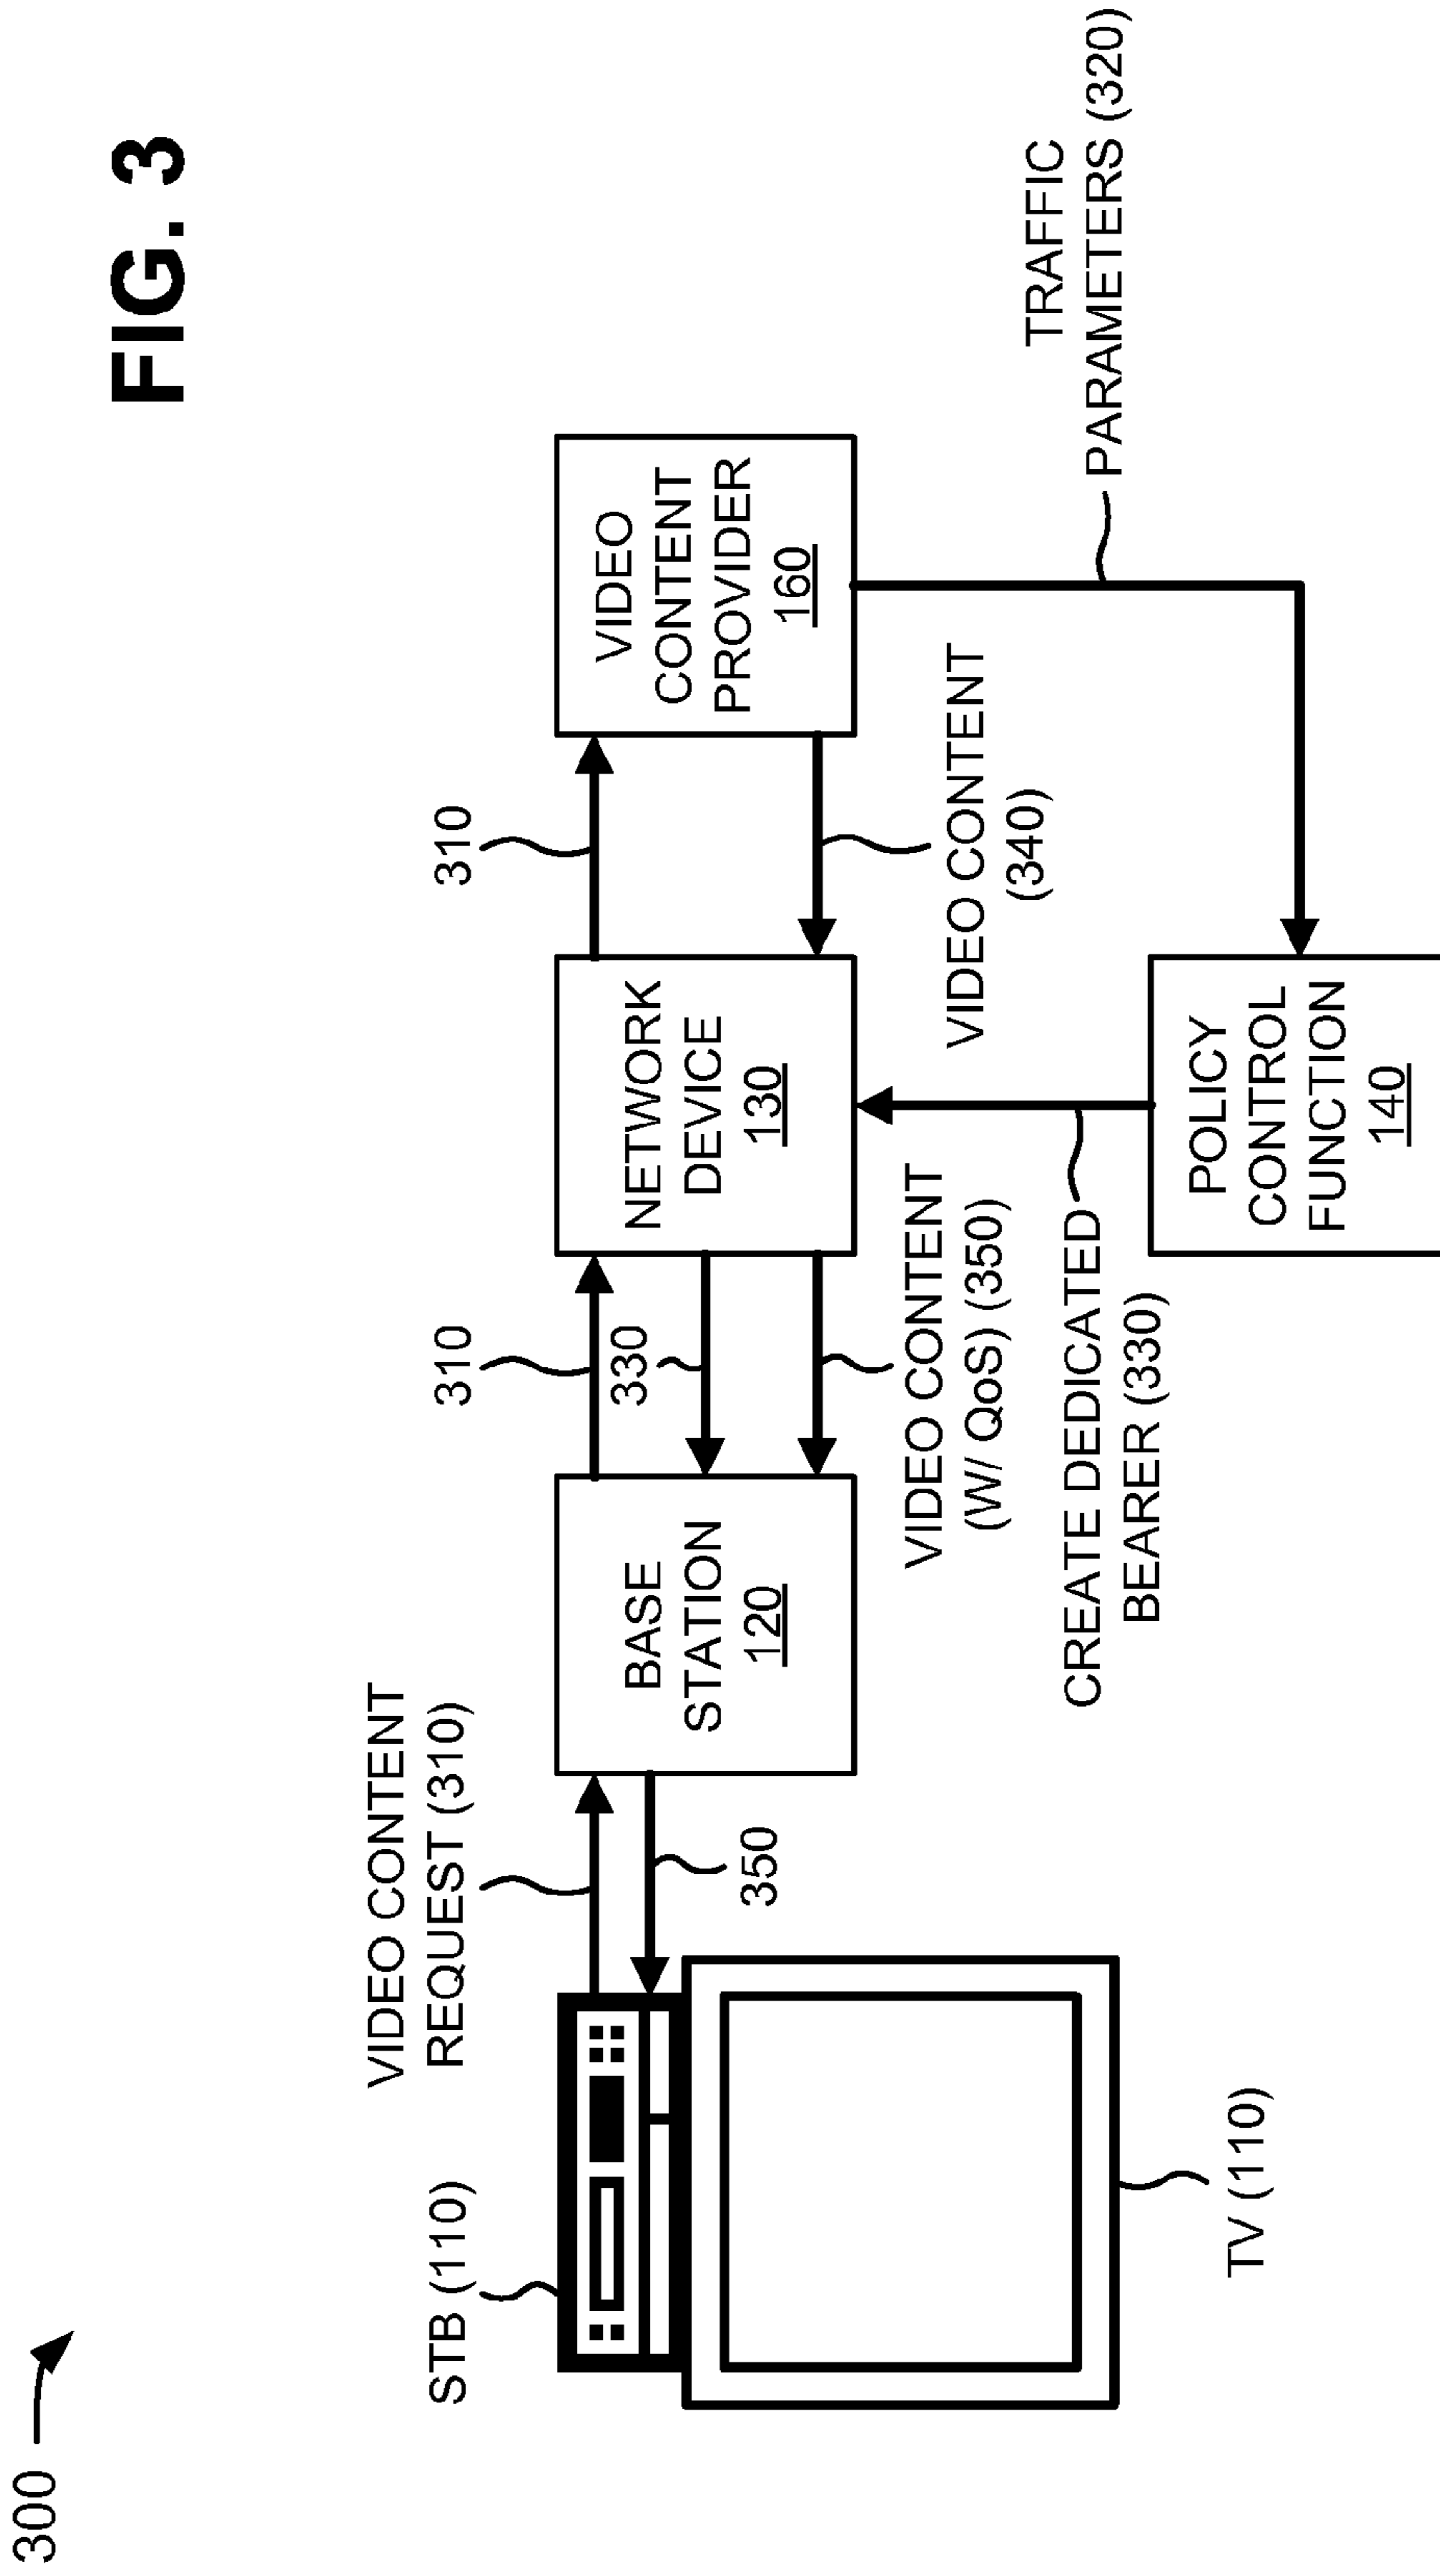 FIG. 3
300
VIDEO CONTENT
REQUEST (310)
310
310
STB (110)
BASE
STATION
120
330
NETWORK
DEVICE
130
VIDEO
CONTENT
PROVIDER
160
350
VIDEO CONTENT
(W/ QoS) (350)
VIDEO CONTENT
(340)
TRAFFIC
PARAMETERS (320)
CREATE DEDICATED
BEARER (330)
TV (110)
POLICY
CONTROL
FUNCTION
140